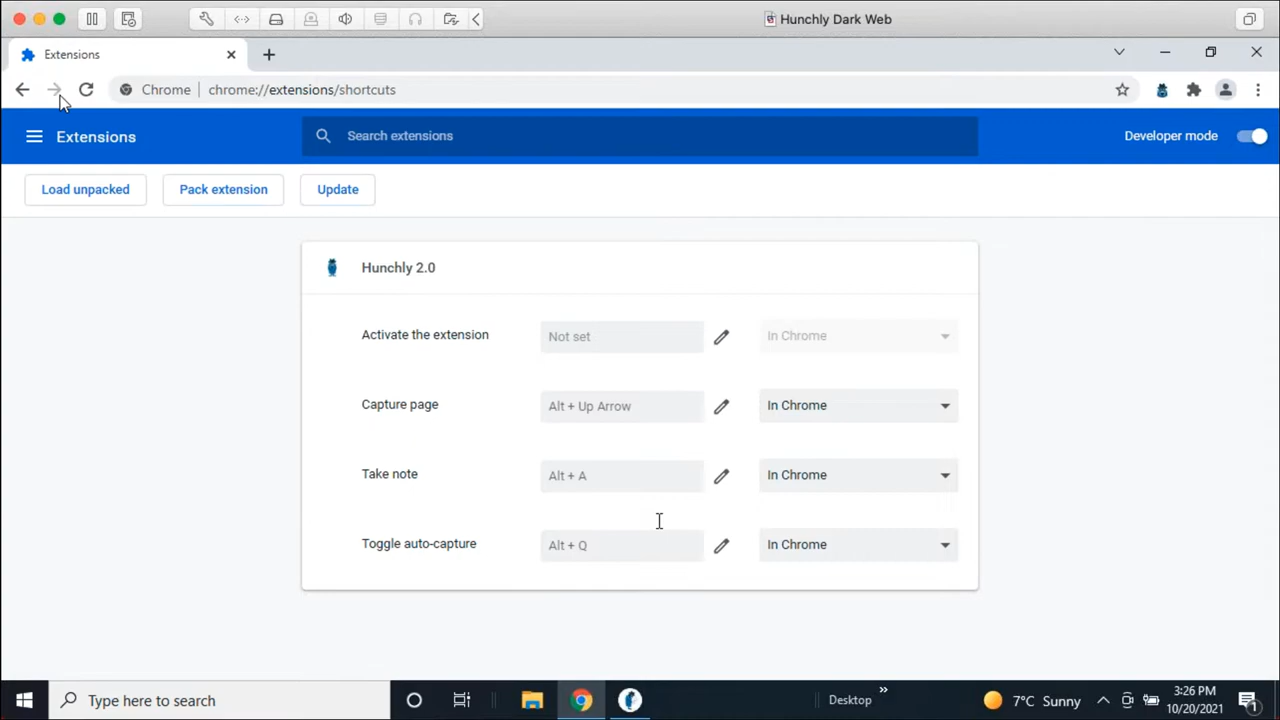 Hunchly Dark Web
Extensions
Chrome chrome://extensions/shortcuts
Extensions
Search extensions
Developer mode
Load unpacked
Pack extension
Update
Hunchly 2.0
Activate the extension
Not set
In Chrome
Capture page
Alt + Up Arrow
In Chrome
Take note
Alt + A
In Chrome
Toggle auto-capture
Alt + Q
In Chrome
Type here to search
Desktop
7°C Sunny
3:26 PM
10/20/2021
1